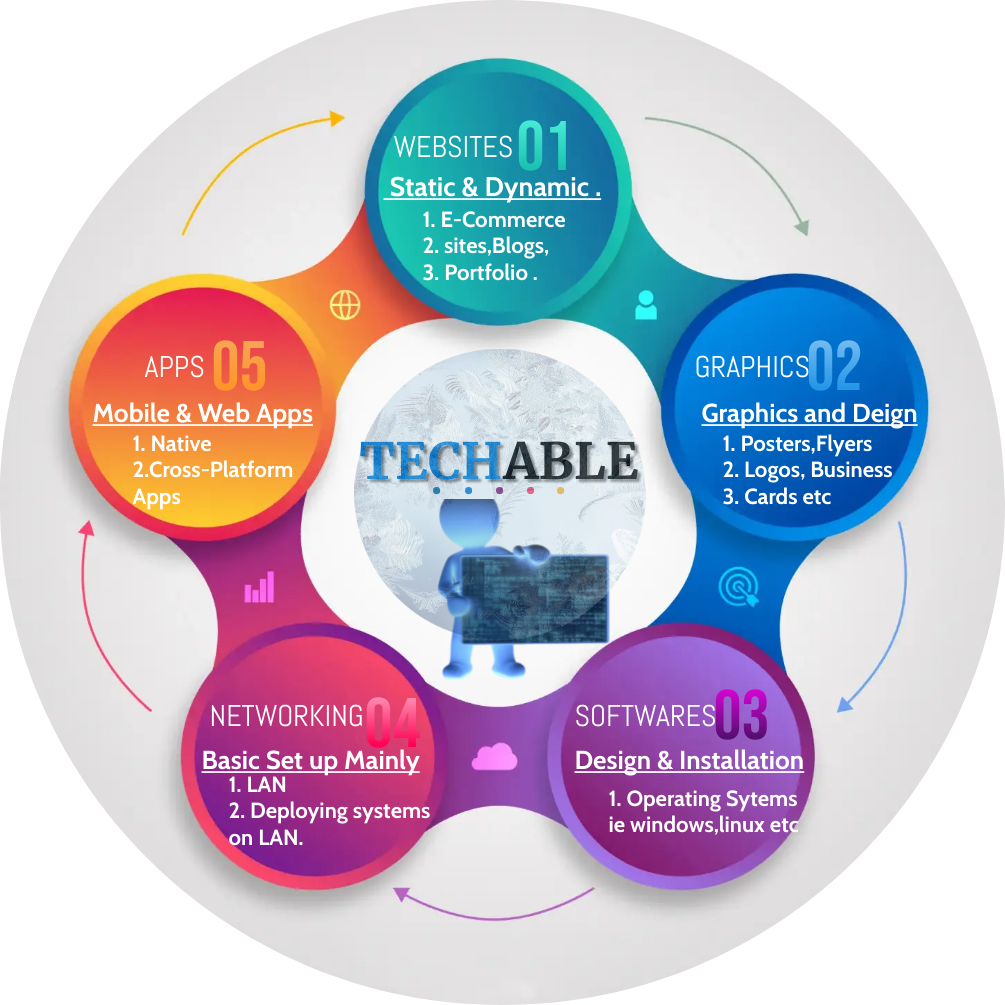 WEBSITES 01
Static & Dynamic .
1. E-Commerce
2. sites,Blogs,
3. Portfolio .
GRAPHICS 02
Graphics and Deign
1. Posters,Flyers
2. Logos, Business
3. Cards etc
SOFTWARES 03
Design & Installation
1. Operating Sytems
ie windows,linux etc
NETWORKING 04
Basic Set up Mainly
1. LAN
2. Deploying systems
on LAN.
APPS 05
Mobile & Web Apps
1. Native
2.Cross-Platform
Apps
TECHABLE